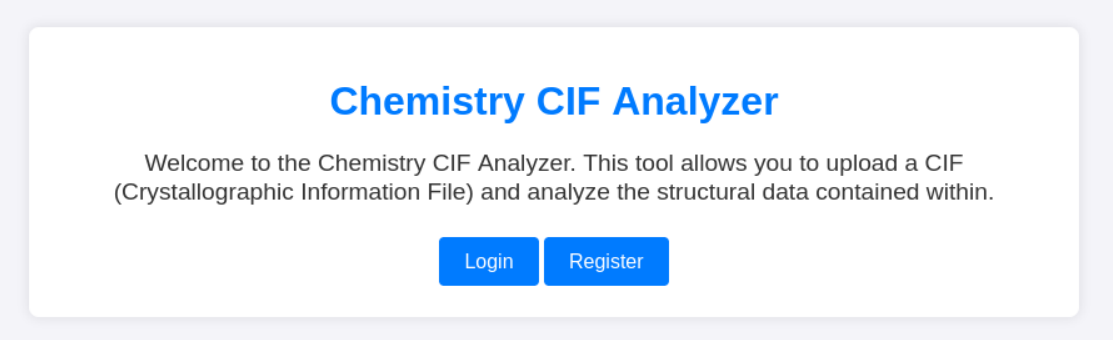 Chemistry CIF Analyzer
Welcome to the Chemistry CIF Analyzer. This tool allows you to upload a CIF
(Crystallographic Information File) and analyze the structural data contained within.
Login Register